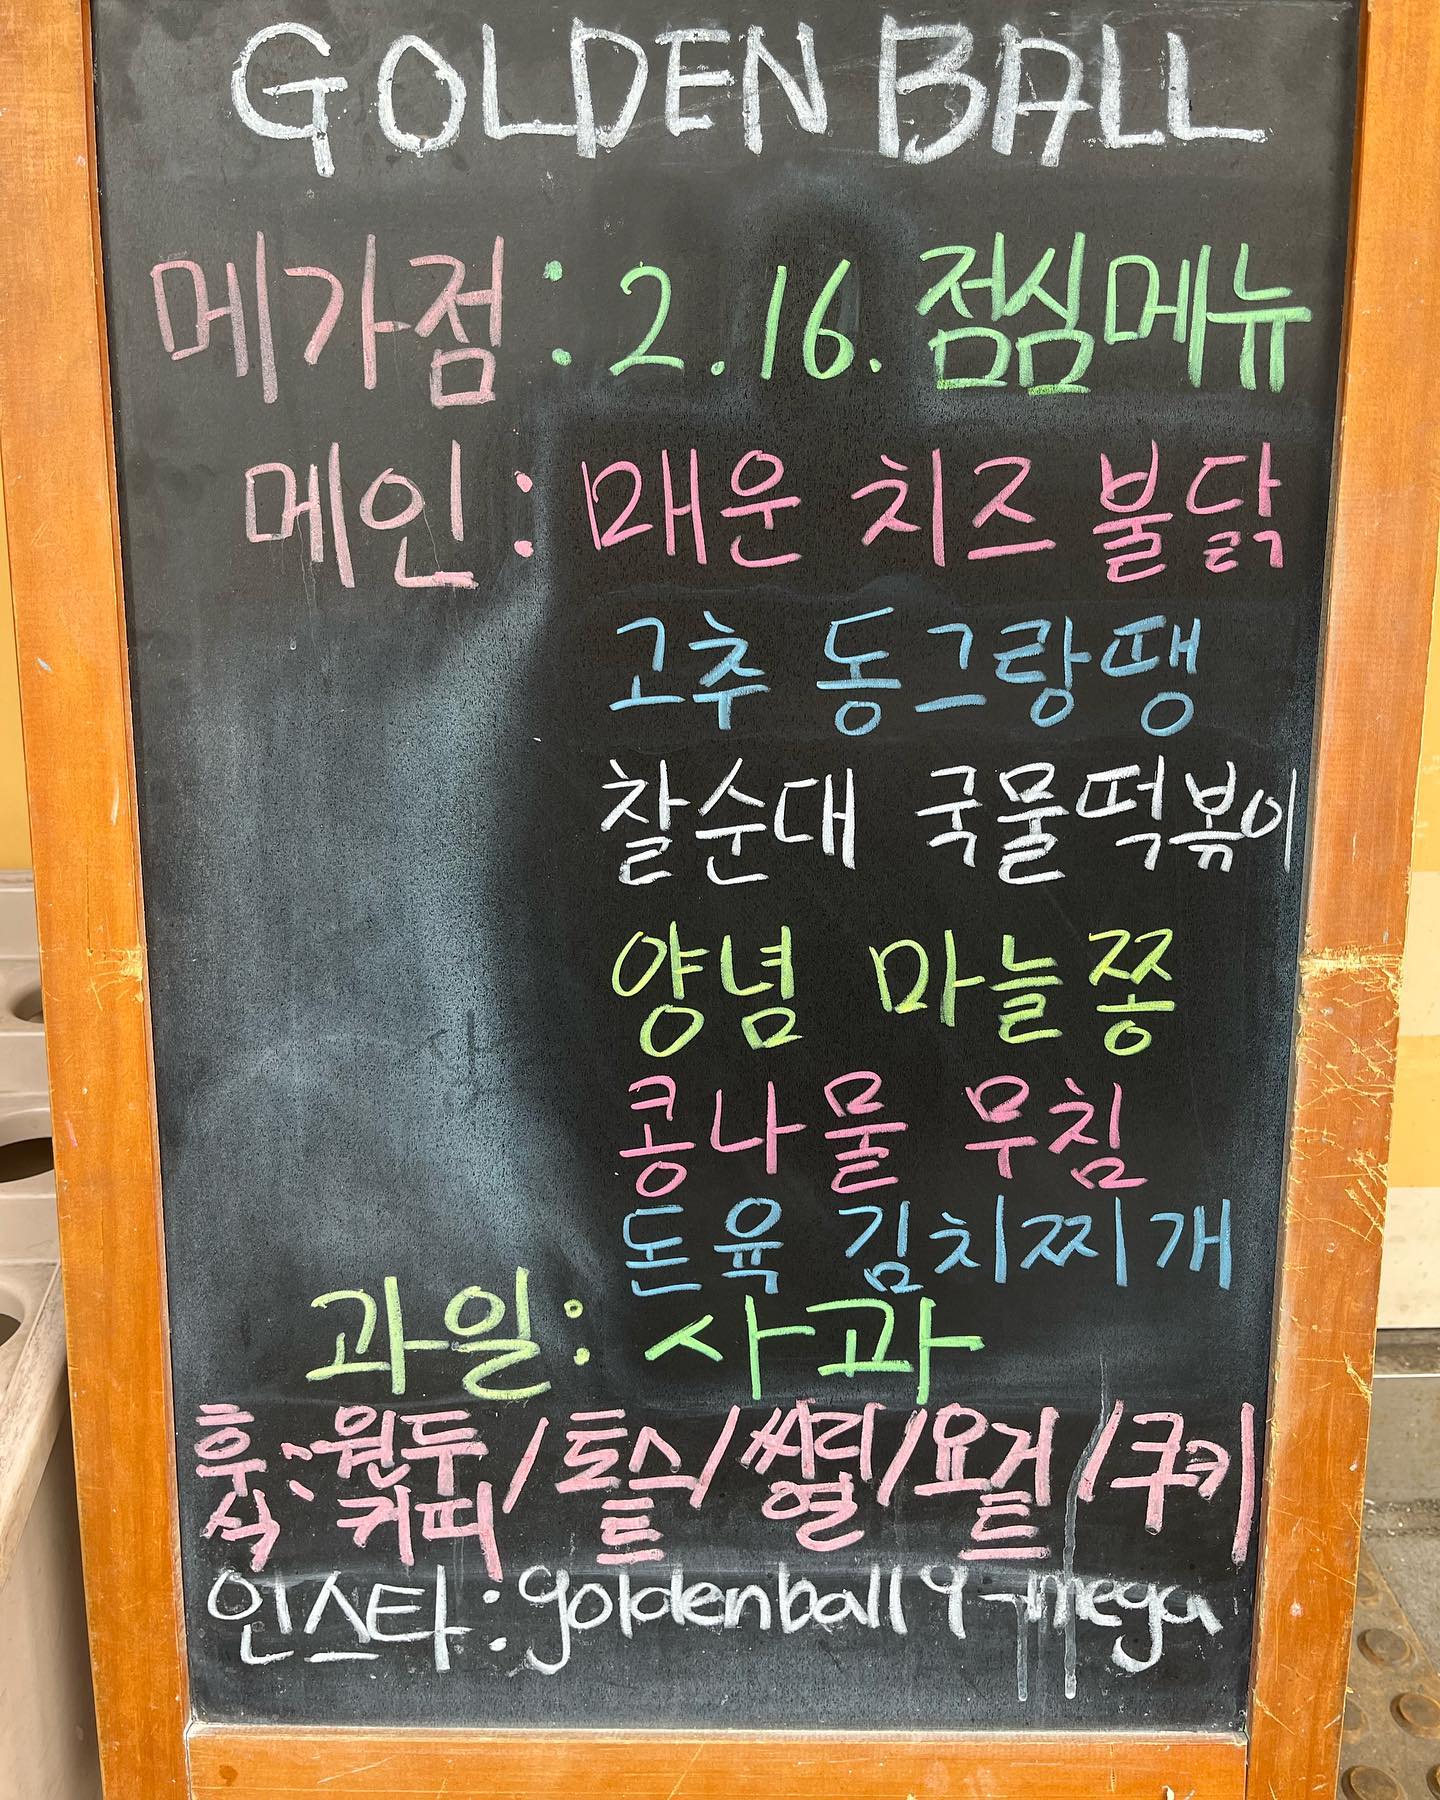 GOLDEN BALL
메가점 : 2.16. 점심메뉴
메인 : 매운 치즈 불닭
고추 동그랑땡
찰순대 국물떡볶이
양념 마늘쫑
콩나물 무침
돈육 김치찌개
과일: 사과
후식 : 원두커피 / 토스트 / 씨리얼 / 요거트 / 쿠키
인스타 : goldenball9_mega